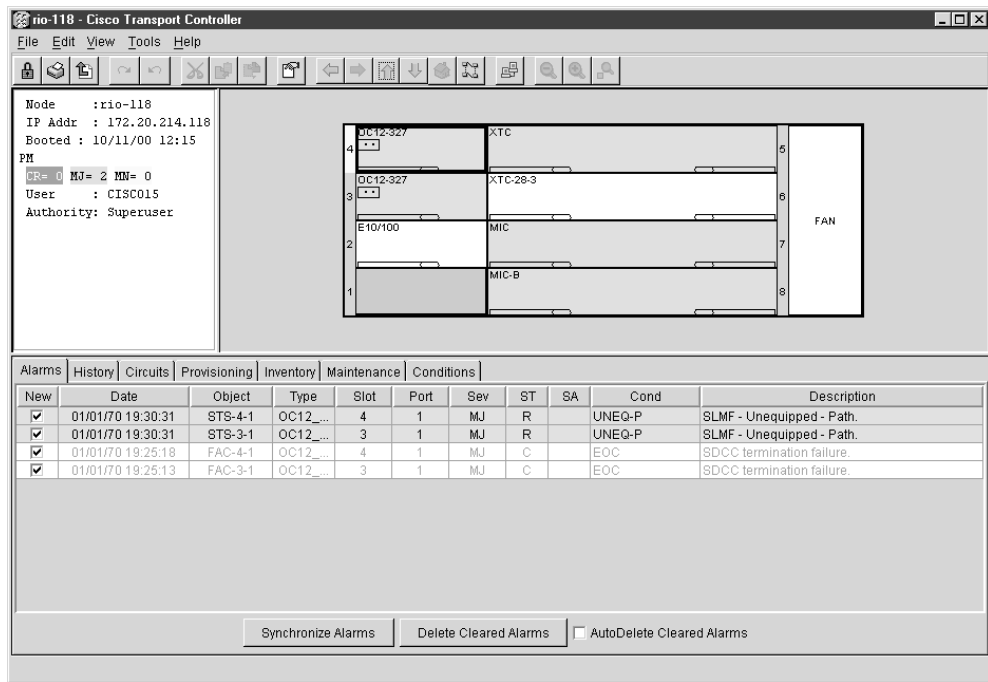 rio-118 - Cisco Transport Controller
File Edit View Tools Help
Node :rio-118
IP Addr : 172.20.214.118
Booted : 10/11/00 12:15
PM
CR= 0 MJ= 2 MN= 0
User : CISCO15
Authority: Superuser
4 OC12-327 XTC 5
3 OC12-327 XTC-28-3 6
FAN
2 E10/100 MIC 7
1 MIC-B 8
Alarms History Circuits Provisioning Inventory Maintenance Conditions
New Date Object Type Slot Port Sev ST SA Cond Description
01/01/70 19:30:31 STS-4-1 OC12_... 4 1 MJ R UNEQ-P SLMF - Unequipped - Path.
01/01/70 19:30:31 STS-3-1 OC12_... 3 1 MJ R UNEQ-P SLMF - Unequipped - Path.
01/01/70 19:25:18 FAC-4-1 OC12_... 4 1 MJ C EOC SDCC termination failure.
01/01/70 19:25:13 FAC-3-1 OC12_... 3 1 MJ C EOC SDCC termination failure.
Synchronize Alarms Delete Cleared Alarms AutoDelete Cleared Alarms